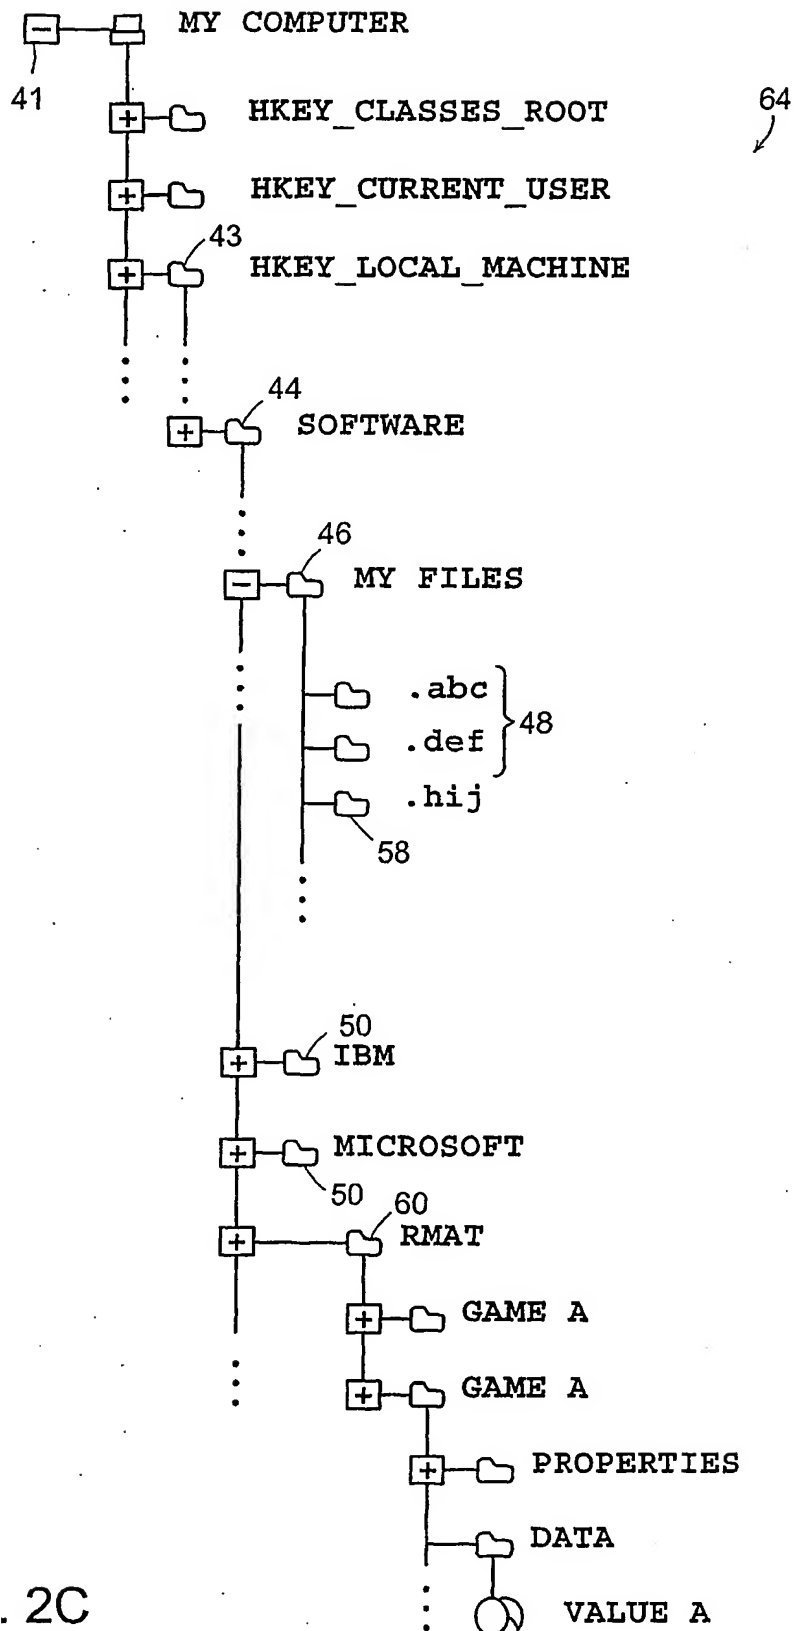 MY COMPUTER
41
HKEY_CLASSES_ROOT
64
HKEY_CURRENT_USER
43
HKEY_LOCAL_MACHINE
44
SOFTWARE
46
MY FILES
.abc
.def
48
.hij
58
50
IBM
MICROSOFT
50
60
RMAT
GAME A
GAME A
PROPERTIES
DATA
. 2C
VALUE A